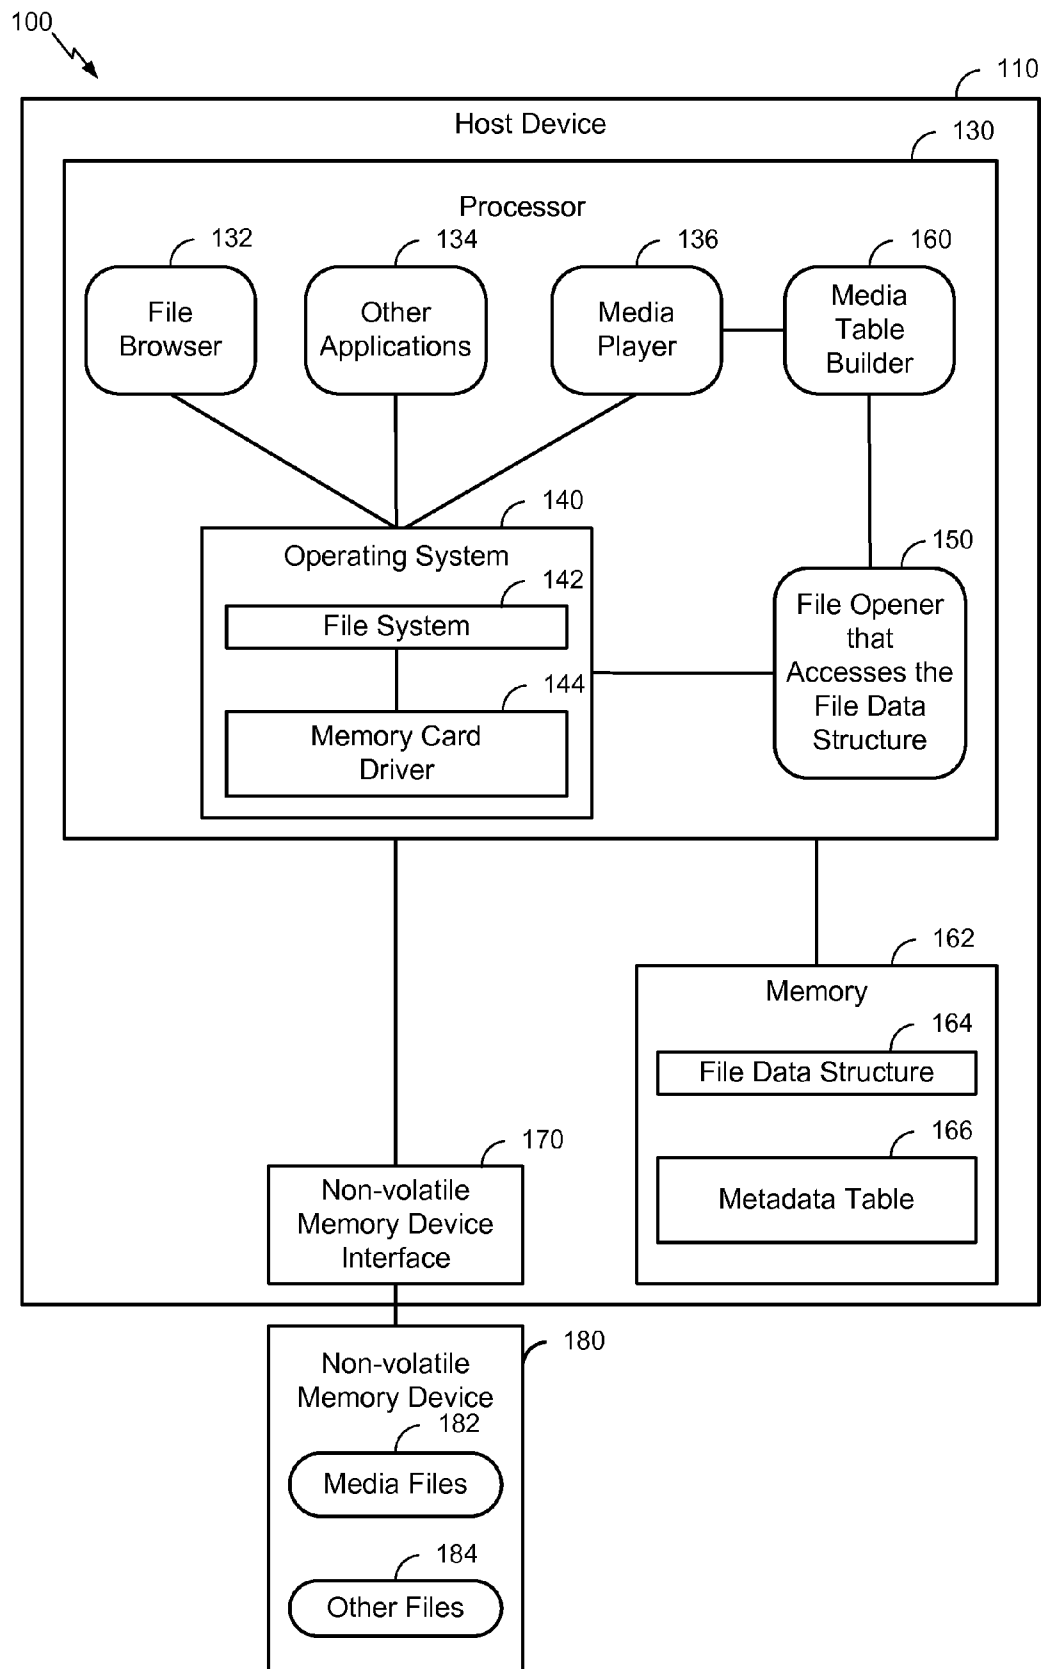 100
110
Host Device
130
Processor
132
134
136
160
File
Browser
Other
Applications
Media
Player
Media
Table
Builder
140
Operating System
142
File System
144
Memory Card
Driver
150
File Opener
that
Accesses the
File Data
Structure
162
Memory
164
File Data Structure
166
Metadata Table
170
Non-volatile
Memory Device
Interface
180
Non-volatile
Memory Device
182
Media Files
184
Other Files